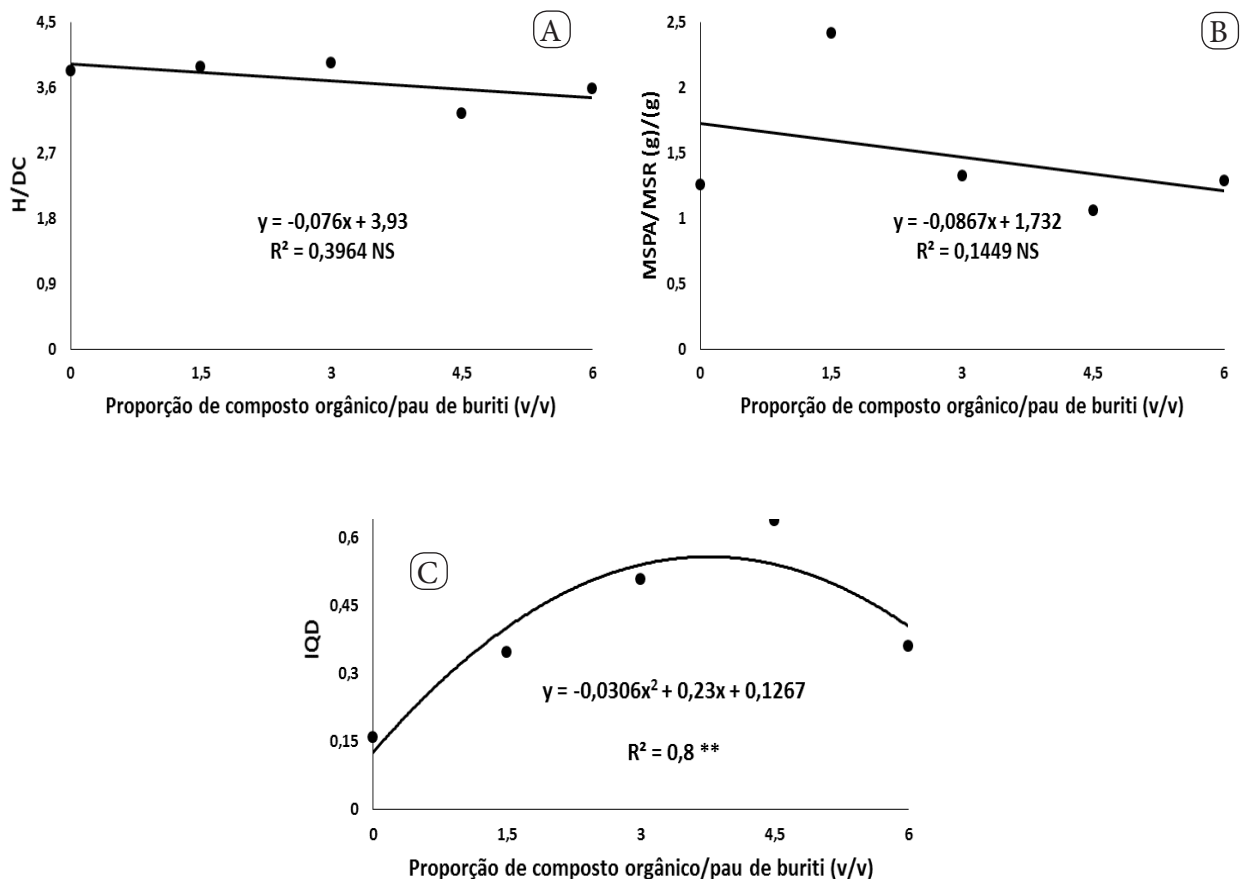 A
4,5
3,6
2,7
1,8
0,9
0
H/DC
y = -0,076x + 3,93
R² = 0,3964 NS
0 1,5 3 4,5 6
Proporção de composto orgânico/pau de buriti (v/v)
B
2,5
2
1,5
1
0,5
0
MSPA/MSR (g)/(g)
y = -0,0867x + 1,732
R² = 0,1449 NS
0 1,5 3 4,5 6
Proporção de composto orgânico/pau de buriti (v/v)
C
0,6
0,45
0,3
0,15
0
IQD
y = -0,0306x² + 0,23x + 0,1267
R² = 0,8 **
0 1,5 3 4,5 6
Proporção de composto orgânico/pau de buriti (v/v)